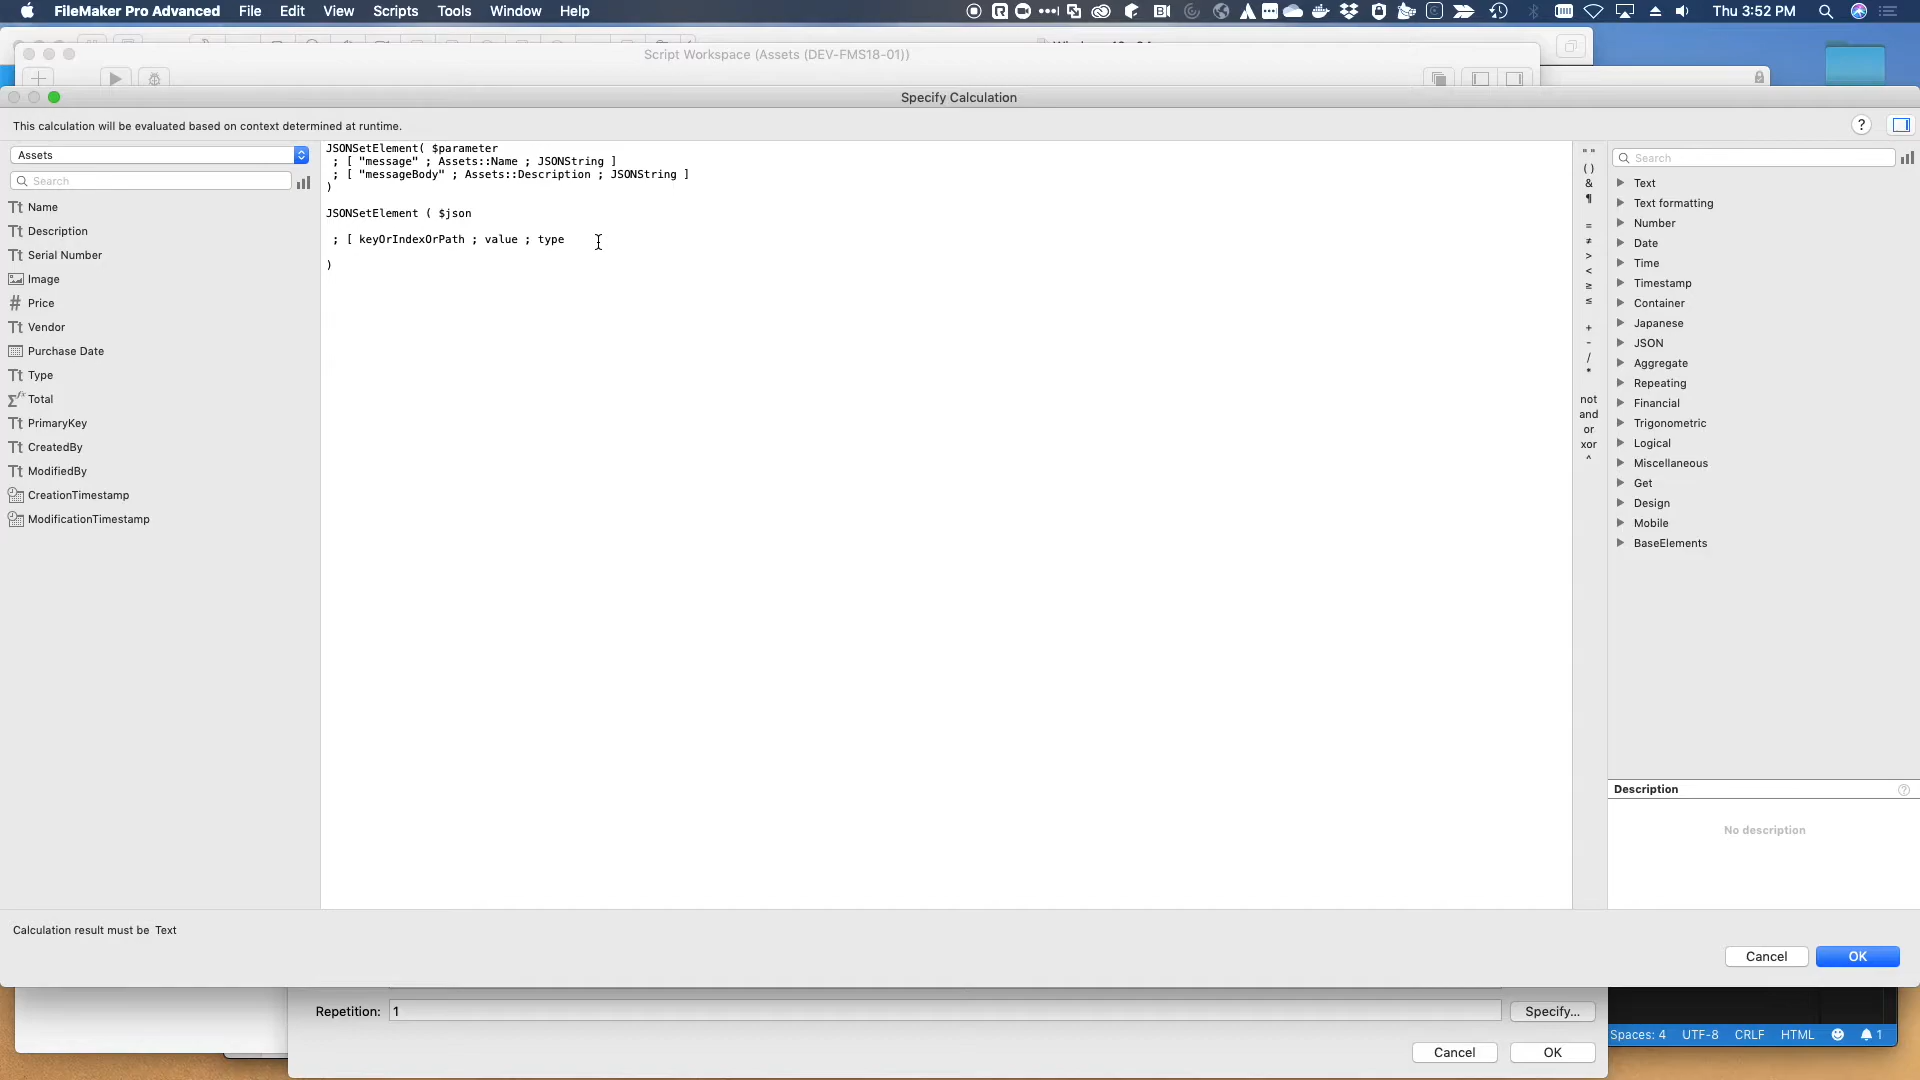 FileMaker Pro Advanced File Edit View Scripts Tools Window Help Thu 3:52 PM
Script Workspace (Assets (DEV-FMS18-01))
Specify Calculation
This calculation will be evaluated based on context determined at runtime.
?
Assets
Search
Name
Description
Serial Number
Image
Price
Vendor
Purchase Date
Type
Total
PrimaryKey
CreatedBy
ModifiedBy
CreationTimestamp
ModificationTimestamp
JSONSetElement( $parameter
; [ "message" ; Assets::Name ; JSONString ]
; [ "messageBody" ; Assets::Description ; JSONString ]
)
JSONSetElement ( $json
; [ keyOrIndexOrPath ; value ; type
)
" "
( )
&
¶
=
≠
>
<
≥
≤
+
-
/
*
not
and
or
xor
^
Search
Text
Text formatting
Number
Date
Time
Timestamp
Container
Japanese
JSON
Aggregate
Repeating
Financial
Trigonometric
Logical
Miscellaneous
Get
Design
Mobile
BaseElements
Description ?
No description
Calculation result must be Text
Cancel OK
Repetition: 1 Specify...
Cancel OK
Spaces: 4 UTF-8 CRLF HTML 1